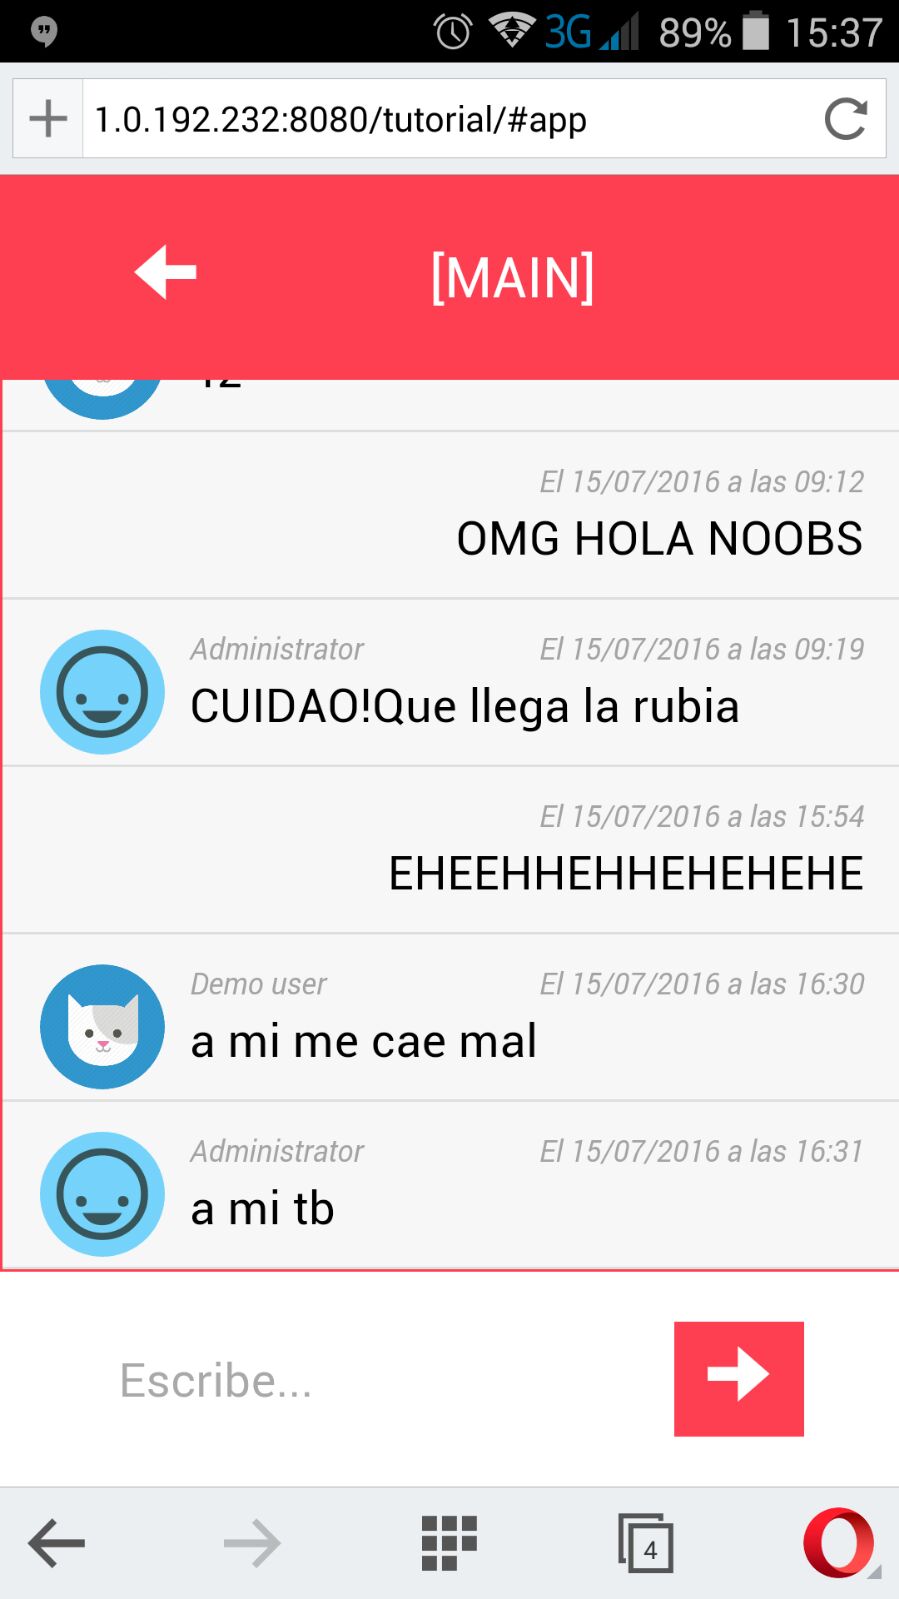 3G 89% 15:37
1.0.192.232:8080/tutorial/#app
[MAIN]
El 15/07/2016 a las 09:12
OMG HOLA NOOBS
Administrator El 15/07/2016 a las 09:19
CUIDAO!Que llega la rubia
El 15/07/2016 a las 15:54
EHEEHHEHHEHEHEHE
Demo user El 15/07/2016 a las 16:30
a mi me cae mal
Administrator El 15/07/2016 a las 16:31
a mi tb
Escribe...
4